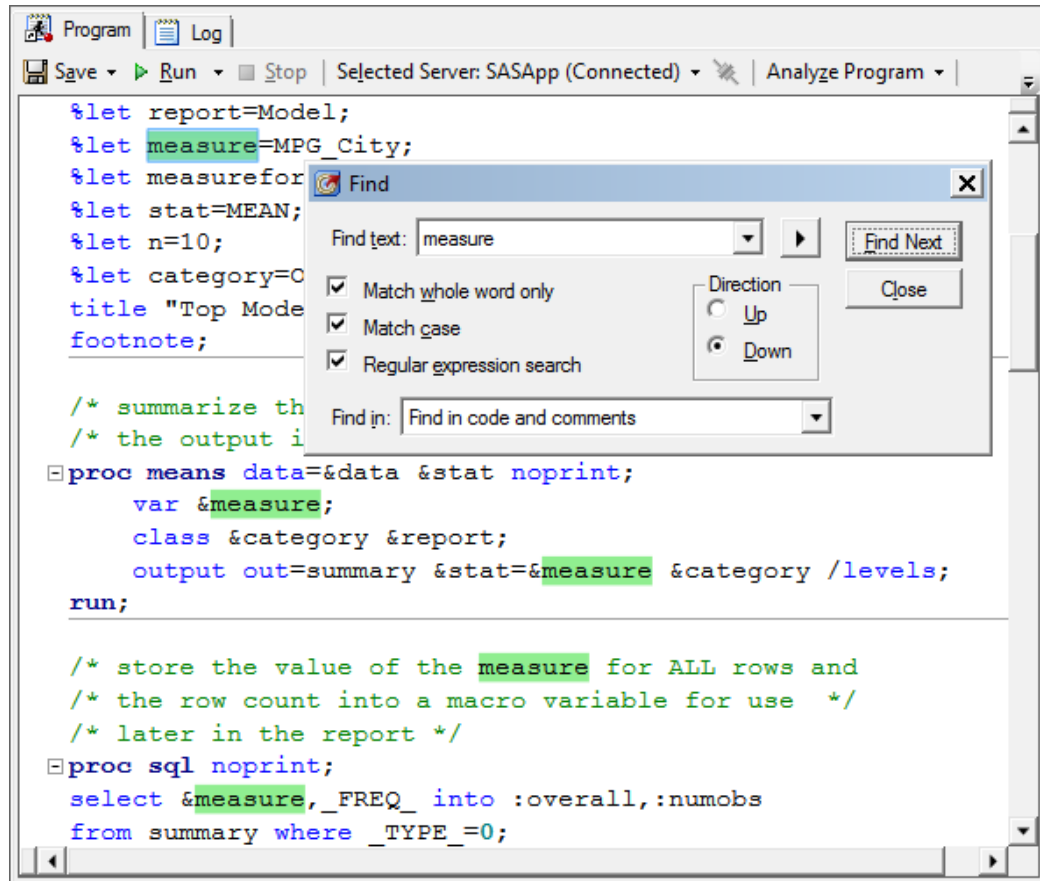 Program Log
Save Run Stop Selected Server: SASApp (Connected) Analyze Program
%let report=Model;
%let measure=MPG_City;
%let measurefor
%let stat=MEAN;
%let n=10;
%let category=O
title "Top Mode
footnote;
Find
Find text: measure Find Next
Match whole word only Direction Close
Match case Up
Regular expression search Down
Find in: Find in code and comments
/* summarize th
/* the output i
proc means data=&data &stat noprint;
var &measure;
class &category &report;
output out=summary &stat=&measure &category /levels;
run;
/* store the value of the measure for ALL rows and
/* the row count into a macro variable for use */
/* later in the report */
proc sql noprint;
select &measure,_FREQ_ into :overall,:numobs
from summary where _TYPE_=0;